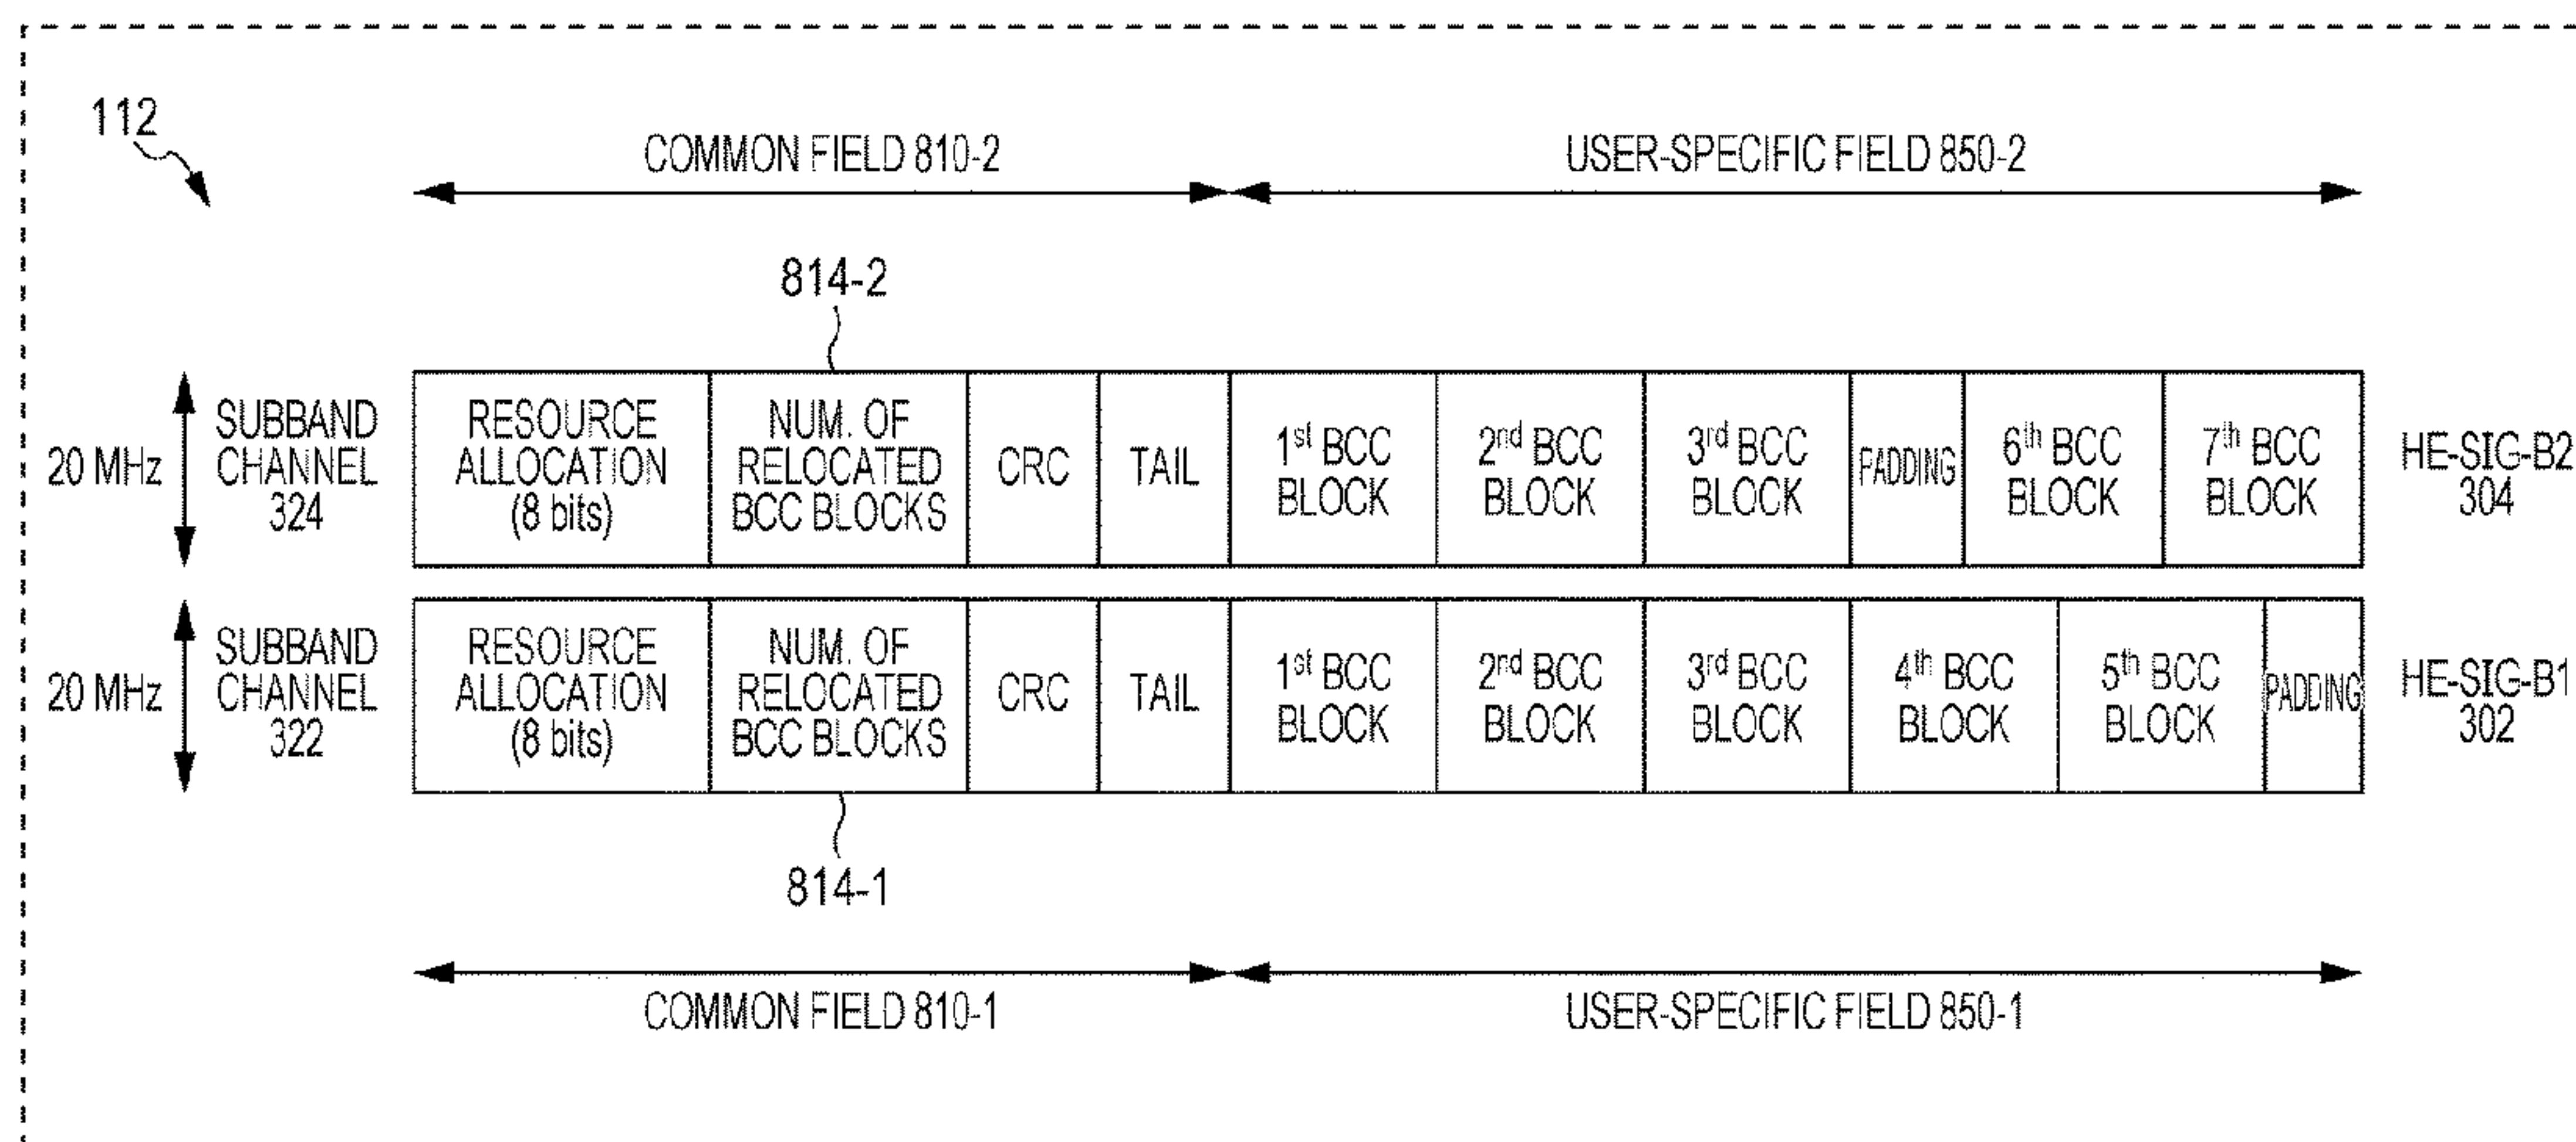 112
COMMON FIELD 810-2
USER-SPECIFIC FIELD 850-2
814-2
20 MHz
SUBBAND
CHANNEL
324
RESOURCE
ALLOCATION
(8 bits)
NUM. OF
RELOCATED
BCC BLOCKS
CRC
TAIL
1st BCC
BLOCK
2nd BCC
BLOCK
3rd BCC
BLOCK
PADDING
6th BCC
BLOCK
7th BCC
BLOCK
HE-SIG-B2
304
20 MHz
SUBBAND
CHANNEL
322
RESOURCE
ALLOCATION
(8 bits)
NUM. OF
RELOCATED
BCC BLOCKS
CRC
TAIL
1st BCC
BLOCK
2nd BCC
BLOCK
3rd BCC
BLOCK
4th BCC
BLOCK
5th BCC
BLOCK
PADDING
HE-SIG-B1
302
814-1
COMMON FIELD 810-1
USER-SPECIFIC FIELD 850-1